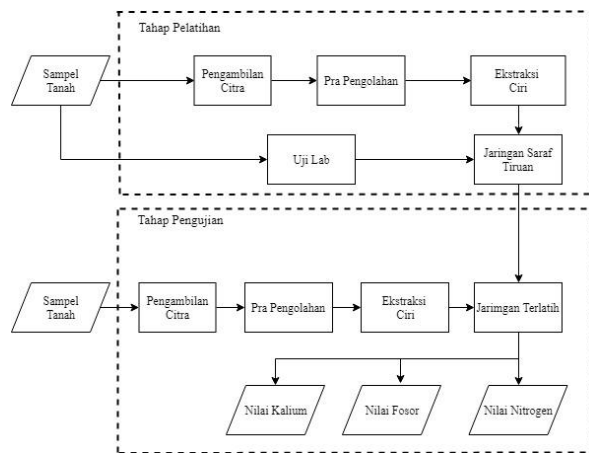 Tahap Pelatihan
Sampel
Tanah
Pengambilan
Citra
Pra Pengolahan
Ekstraksi
Ciri
Uji Lab
Jaringan Saraf
Tiruan
Tahap Pengujian
Sampel
Tanah
Pengambilan
Citra
Pra Pengolahan
Ekstraksi
Ciri
Jarimgan Terlatih
Nilai Kalium
Nilai Fosor
Nilai Nitrogen